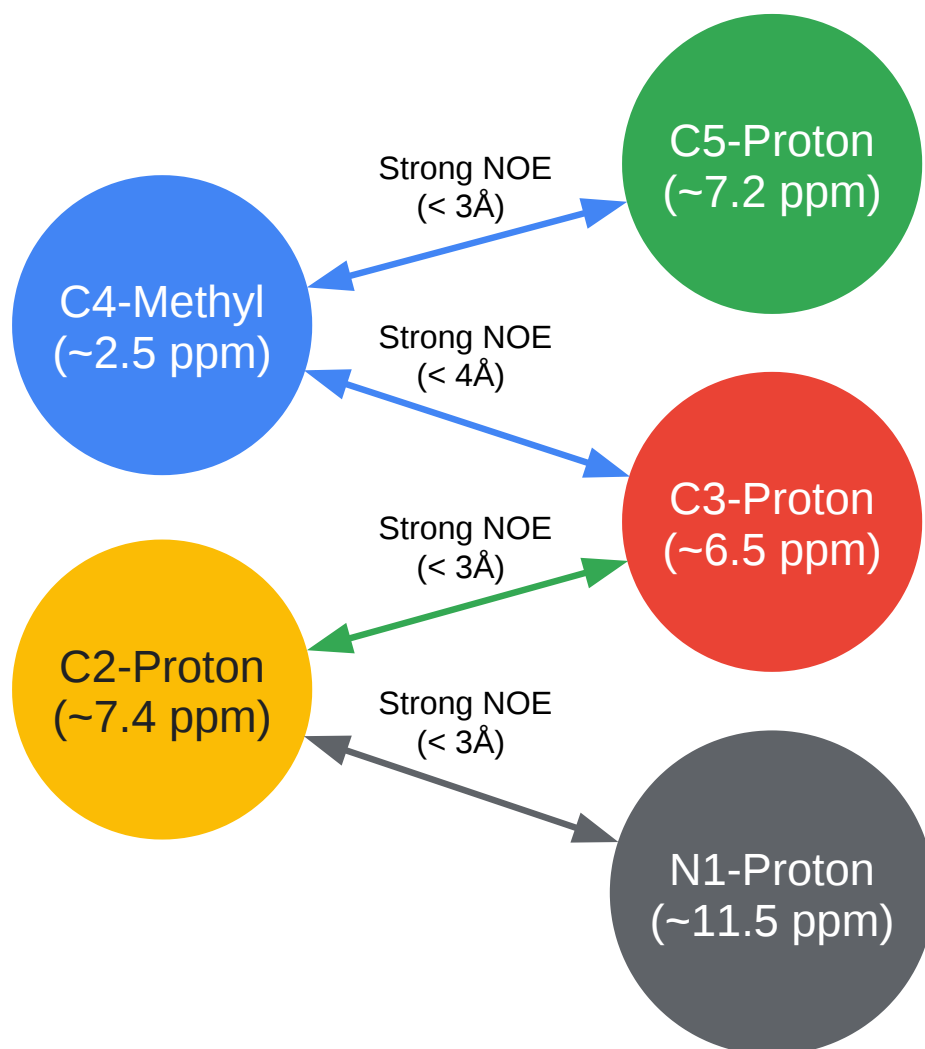 C5-Proton
(~7.2 ppm)
Strong NOE
(< 3Å)
C4-Methyl
(~2.5 ppm)
Strong NOE
(< 4Å)
C3-Proton
(~6.5 ppm)
Strong NOE
(< 3Å)
C2-Proton
(~7.4 ppm)
Strong NOE
(< 3Å)
N1-Proton
(~11.5 ppm)